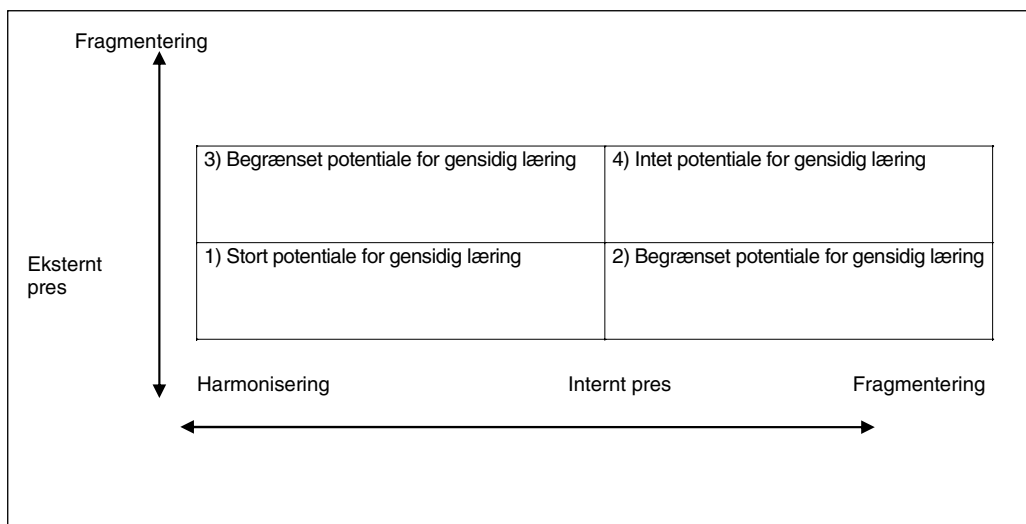 Fragmentering
3) Begrænset potentiale for gensidig læring
4) Intet potentiale for gensidig læring
Eksternt
pres
1) Stort potentiale for gensidig læring
2) Begrænset potentiale for gensidig læring
Harmonisering
Internt pres
Fragmentering